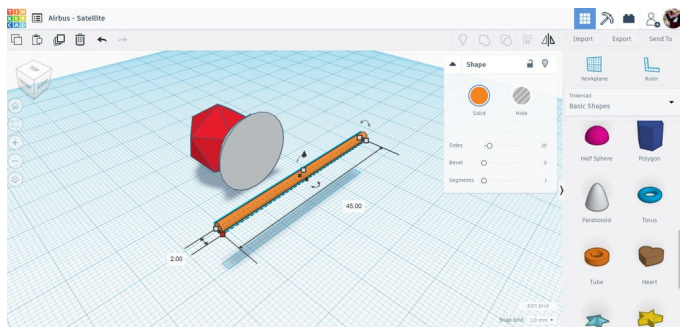 TIN
KER
CAD
Airbus - Satellite
Import
Export
Send To
TOP
FRONT
Shape
Solid
Hole
Sides
20
Bevel
0
Segments
1
45.00
2.00
Workplane
Ruler
Tinkercad
Basic Shapes
Half Sphere
Polygon
Paraboloid
Torus
Tube
Heart
Edit Grid
Snap Grid
1.0 mm